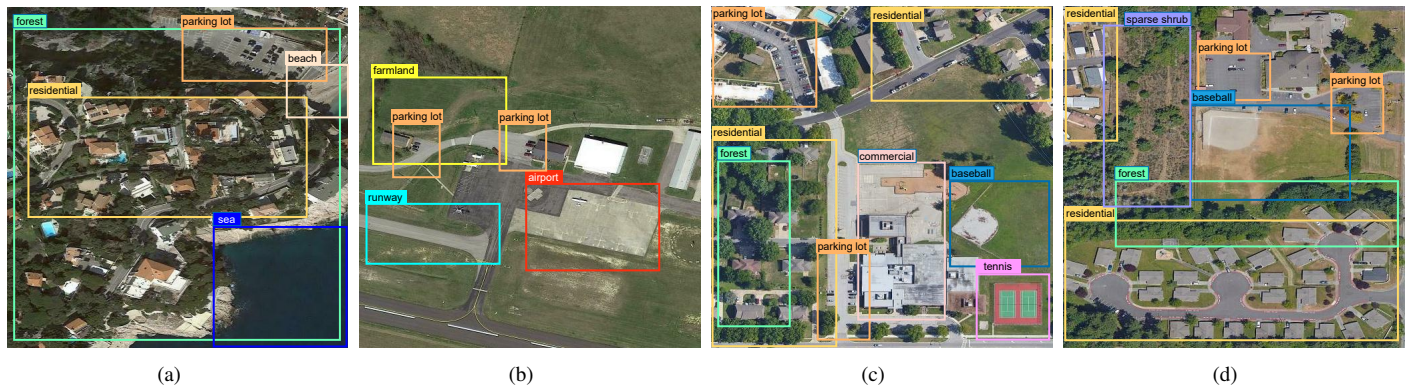 forest
parking lot
beach
residential
sea
(a)
farmland
parking lot
parking lot
airport
runway
(b)
parking lot
residential
residential
forest
commercial
baseball
parking lot
tennis
(c)
residential
sparse shrub
parking lot
parking lot
baseball
forest
residential
(d)